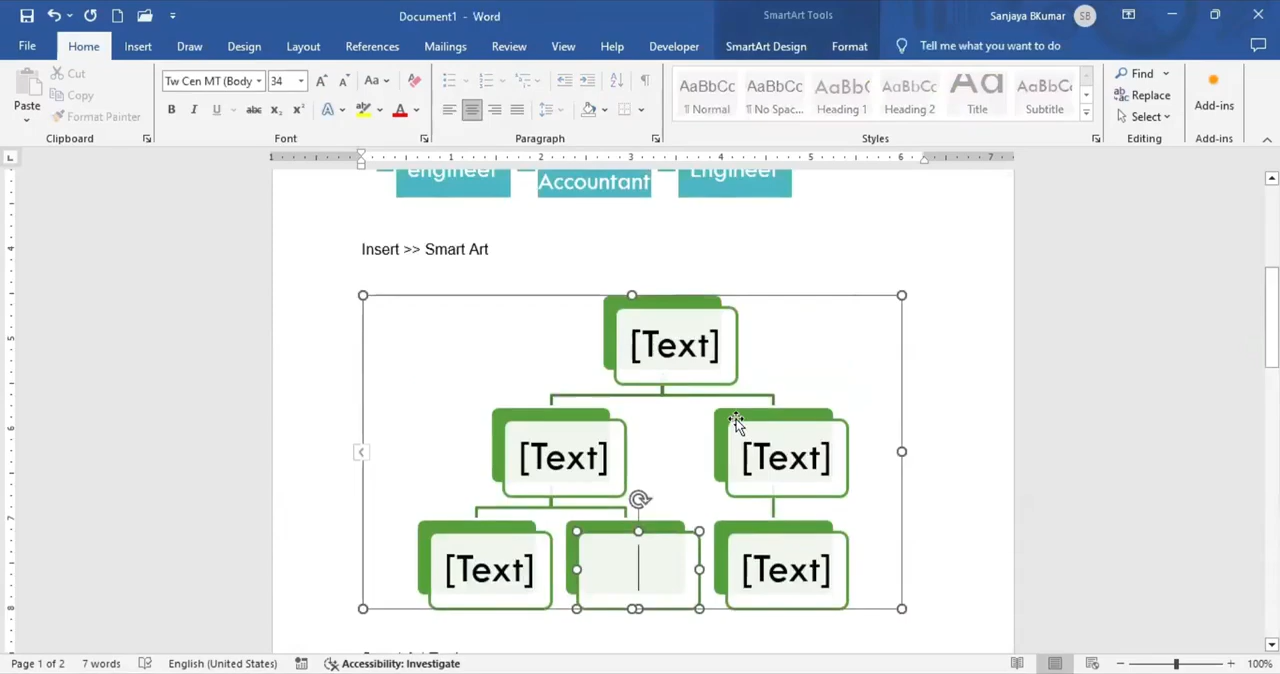 Document1 - Word
SmartArt Tools
Sanjaya BKumar
SB
File
Home
Insert
Draw
Design
Layout
References
Mailings
Review
View
Help
Developer
SmartArt Design
Format
Tell me what you want to do
Paste
Cut
Copy
Format Painter
Clipboard
Tw Cen MT (Body
34
Font
Paragraph
AaBbCc
¶ Normal
AaBbCc
¶ No Spac...
AaBb(
Heading 1
AaBbCc
Heading 2
Aa
Title
AaBbC
Subtitle
Styles
Find
Replace
Select
Editing
Add-ins
Add-ins
engineer
Accountant
Engineer
Insert >> Smart Art
[Text]
[Text]
[Text]
[Text]
[Text]
Page 1 of 2
7 words
English (United States)
Accessibility: Investigate
100%